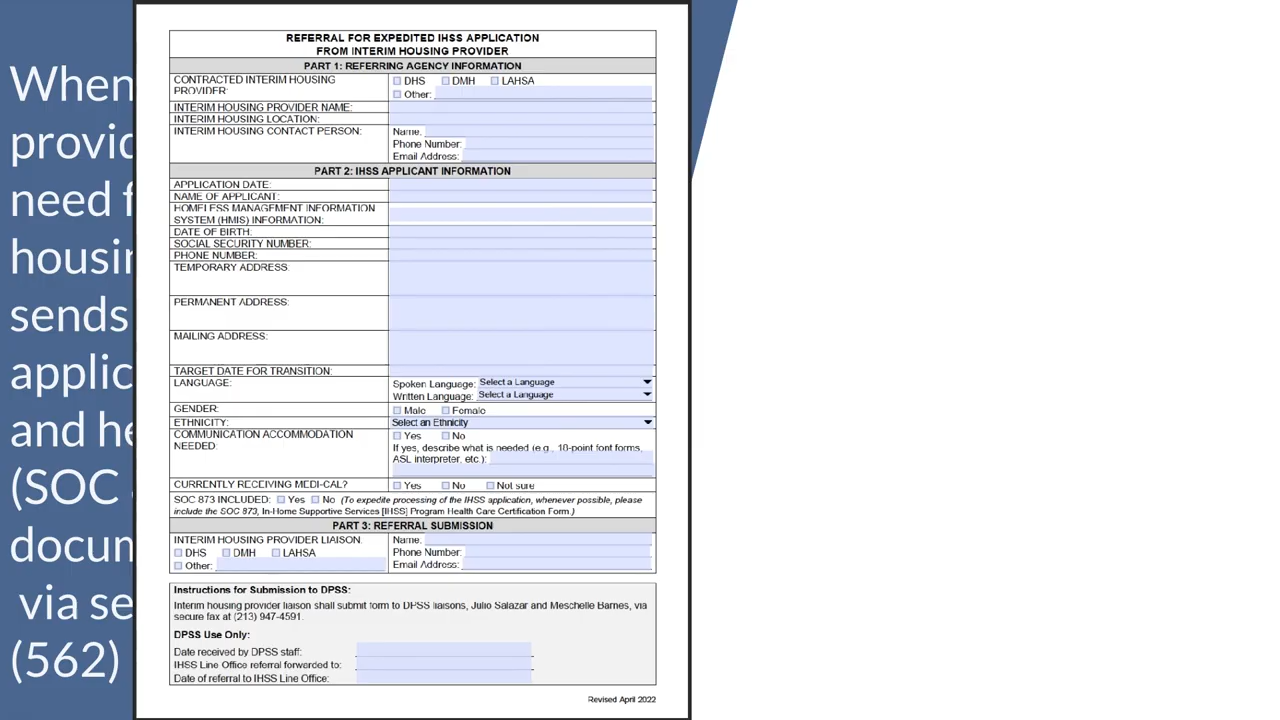 When
REFERRAL FOR EXPEDITED IHSS APPLICATION
FROM INTERIM HOUSING PROVIDER
PART 1: REFERRING AGENCY INFORMATION
CONTRACTED INTERIM HOUSING
PROVIDER:
DHS DMH LAHSA
Other:
INTERIM HOUSING PROVIDER NAME:
INTERIM HOUSING LOCATION:
INTERIM HOUSING CONTACT PERSON:
Name:
Phone Number:
Email Address:
PART 2: IHSS APPLICANT INFORMATION
APPLICATION DATE:
NAME OF APPLICANT:
HOMELESS MANAGEMENT INFORMATION
SYSTEM (HMIS) INFORMATION:
DATE OF BIRTH:
SOCIAL SECURITY NUMBER:
PHONE NUMBER:
TEMPORARY ADDRESS:
PERMANENT ADDRESS:
MAILING ADDRESS:
TARGET DATE FOR TRANSITION:
LANGUAGE:
Spoken Language: Select a Language
Written Language: Select a Language
GENDER:
Male Female
ETHNICITY:
Select an Ethnicity
COMMUNICATION ACCOMMODATION
NEEDED:
Yes No
If yes, describe what is needed (e.g., 18-point font forms,
ASL interpreter, etc.):
CURRENTLY RECEIVING MEDI-CAL?
Yes No Not sure
SOC 873 INCLUDED: Yes No (To expedite processing of the IHSS application, whenever possible, please
include the SOC 873, In-Home Supportive Services [IHSS] Program Health Care Certification Form.)
PART 3: REFERRAL SUBMISSION
INTERIM HOUSING PROVIDER LIAISON:
DHS DMH LAHSA
Other:
Name:
Phone Number:
Email Address:
Instructions for Submission to DPSS:
Interim housing provider liaison shall submit form to DPSS liaisons, Julio Salazar and Meschelle Barnes, via
secure fax at (213) 947-4591.
DPSS Use Only:
Date received by DPSS staff:
IHSS Line Office referral forwarded to:
Date of referral to IHSS Line Office:
Revised April 2022
provid
need f
housin
sends
applic
and he
(SOC
docum
via se
(562)